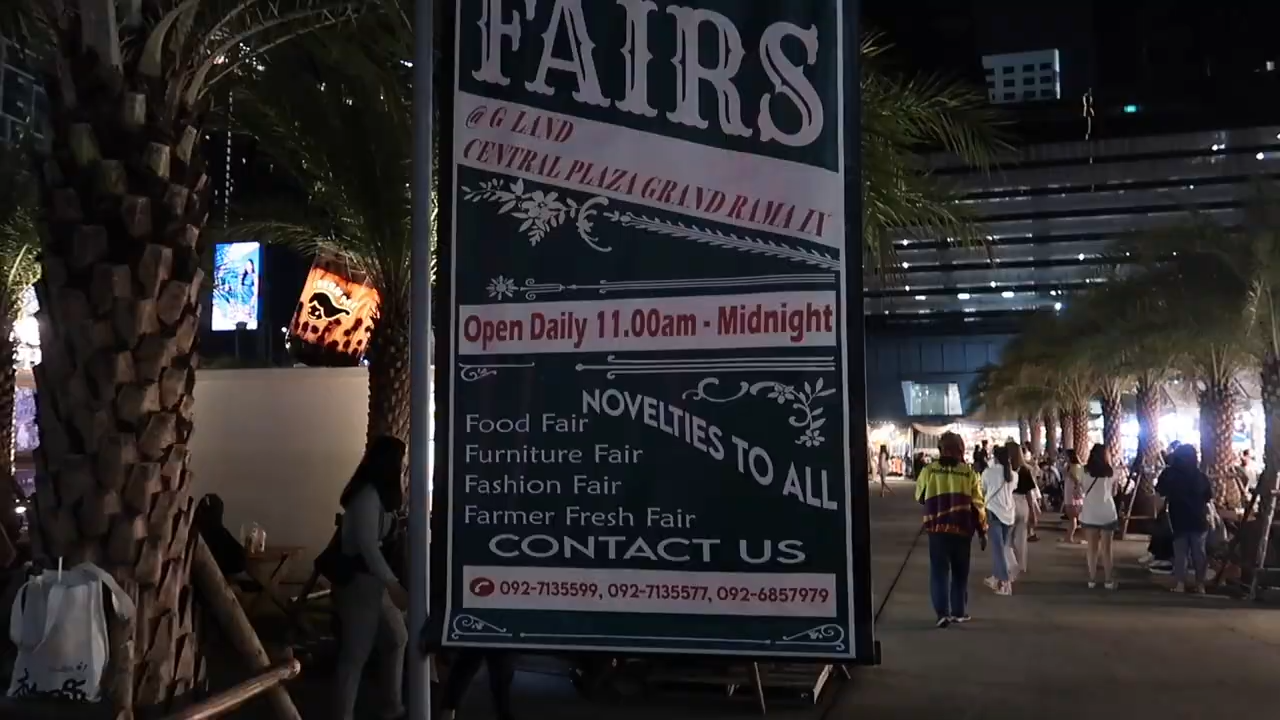 FAIRS
@ G LAND
CENTRAL PLAZA GRAND RAMA IX
Open Daily 11.00am - Midnight
NOVELTIES TO ALL
Food Fair
Furniture Fair
Fashion Fair
Farmer Fresh Fair
CONTACT US
092-7135599, 092-7135577, 092-6857979